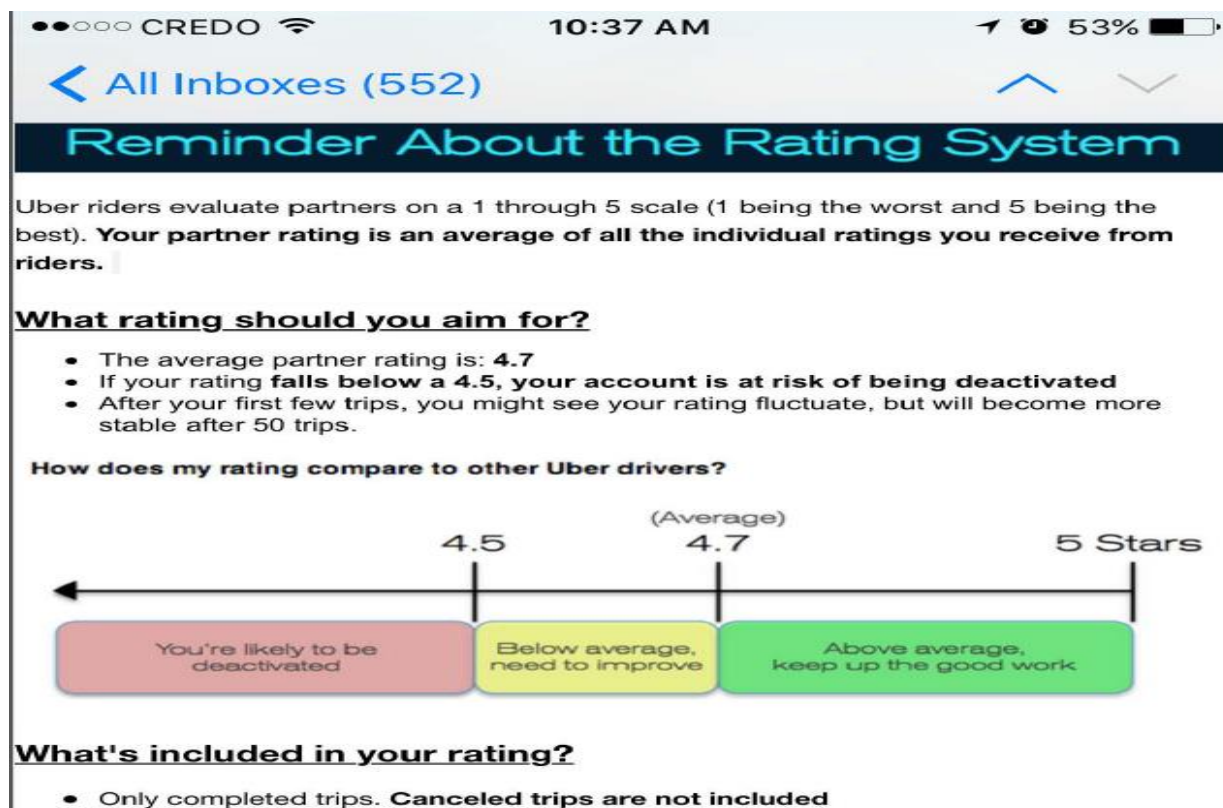 CREDO 10:37 AM 53%
All Inboxes (552)
Reminder About the Rating System
Uber riders evaluate partners on a 1 through 5 scale (1 being the worst and 5 being the
best). Your partner rating is an average of all the individual ratings you receive from
riders.
What rating should you aim for?
• The average partner rating is: 4.7
• If your rating falls below a 4.5, your account is at risk of being deactivated
• After your first few trips, you might see your rating fluctuate, but will become more
stable after 50 trips.
How does my rating compare to other Uber drivers?
(Average)
4.5 4.7 5 Stars
You're likely to be
deactivated
Below average,
need to improve
Above average,
keep up the good work
What's included in your rating?
• Only completed trips. Canceled trips are not included